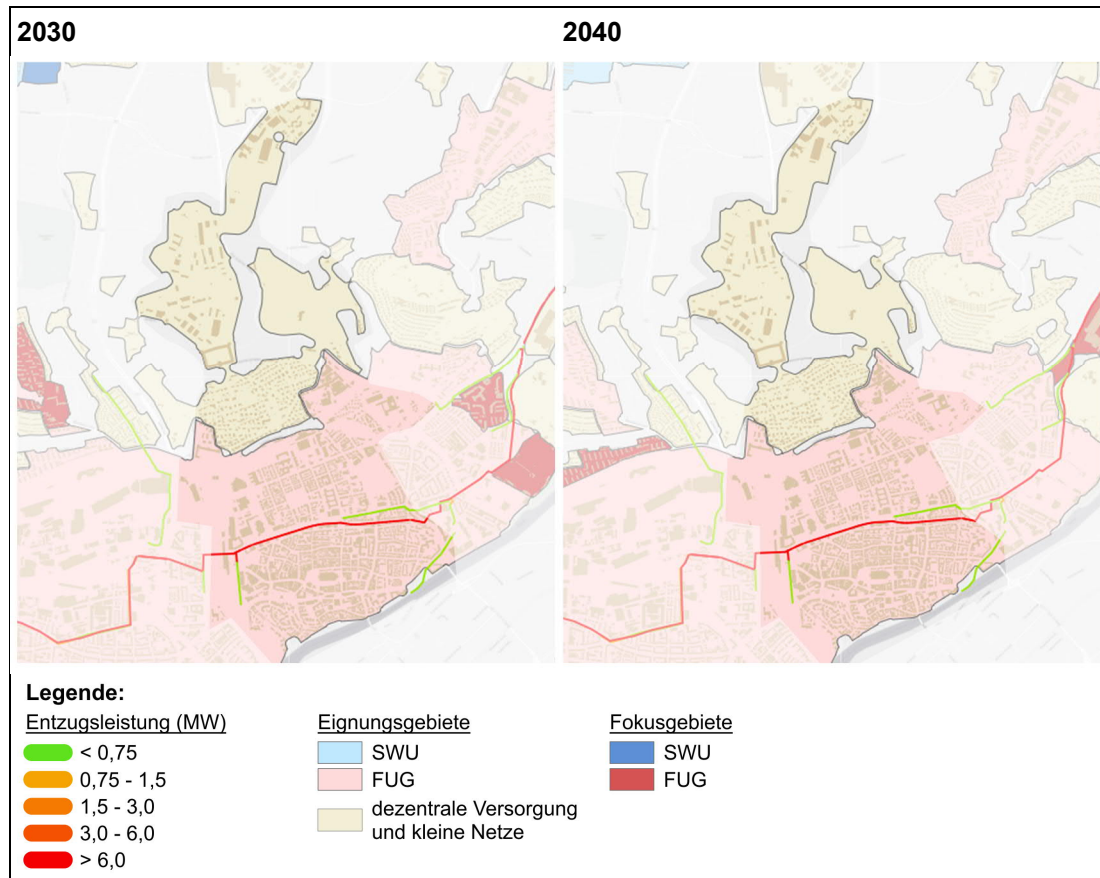 2030
2040
Legende:
Entzugsleistung (MW)
< 0,75
0,75 - 1,5
1,5 - 3,0
3,0 - 6,0
> 6,0
Eignungsgebiete
SWU
FUG
dezentrale Versorgung
und kleine Netze
Fokusgebiete
SWU
FUG